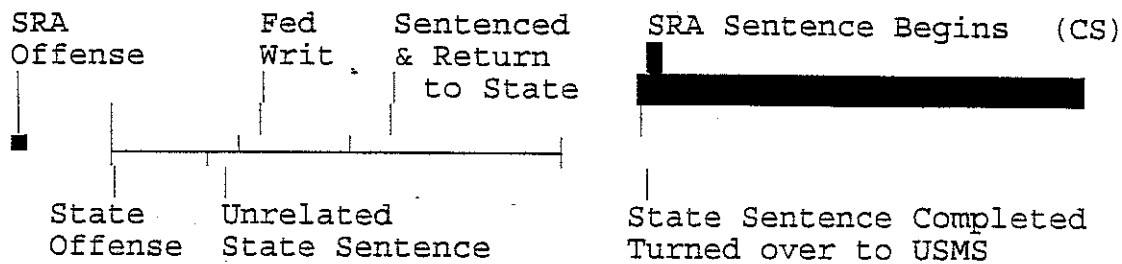 SRA Fed Sentenced SRA Sentence Begins (CS)
Offense Writ & Return
to State
State Unrelated State Sentence Completed
Offense State Sentence Turned over to USMS